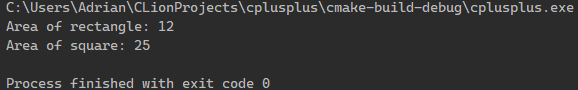 C:\Users\Adrian\CLionProjects\cplusplus\cmake-build-debug\cplusplus.exe
Area of rectangle: 12
Area of square: 25
Process finished with exit code 0